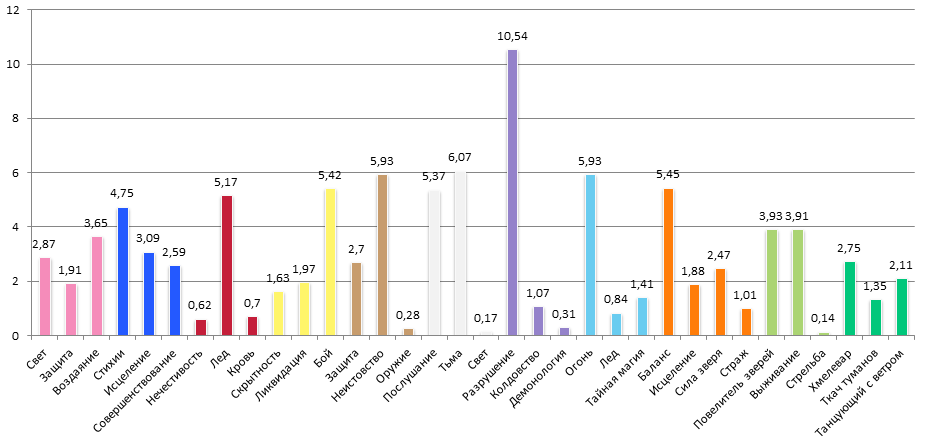 12
10
8
6
4
2
0
2,87
1,91
3,65
4,75
3,09
2,59
0,62
5,17
0,7
1,63
1,97
5,42
2,7
5,93
0,28
5,37
6,07
0,17
10,54
1,07
0,31
5,93
0,84
1,41
5,45
1,88
2,47
1,01
3,93
3,91
0,14
2,75
1,35
2,11
Свет
Защита
Воздаяние
Стихии
Исцеление
Совершенствование
Нечестивость
Лед
Кровь
Скрытность
Ликвидация
Бой
Защита
Неистовство
Оружие
Послушание
Тьма
Свет
Разрушение
Колдовство
Демонология
Огонь
Лед
Тайная магия
Баланс
Исцеление
Сила зверя
Страж
Повелитель зверей
Выживание
Стрельба
Хмелевар
Ткач туманов
Танцующий с ветром